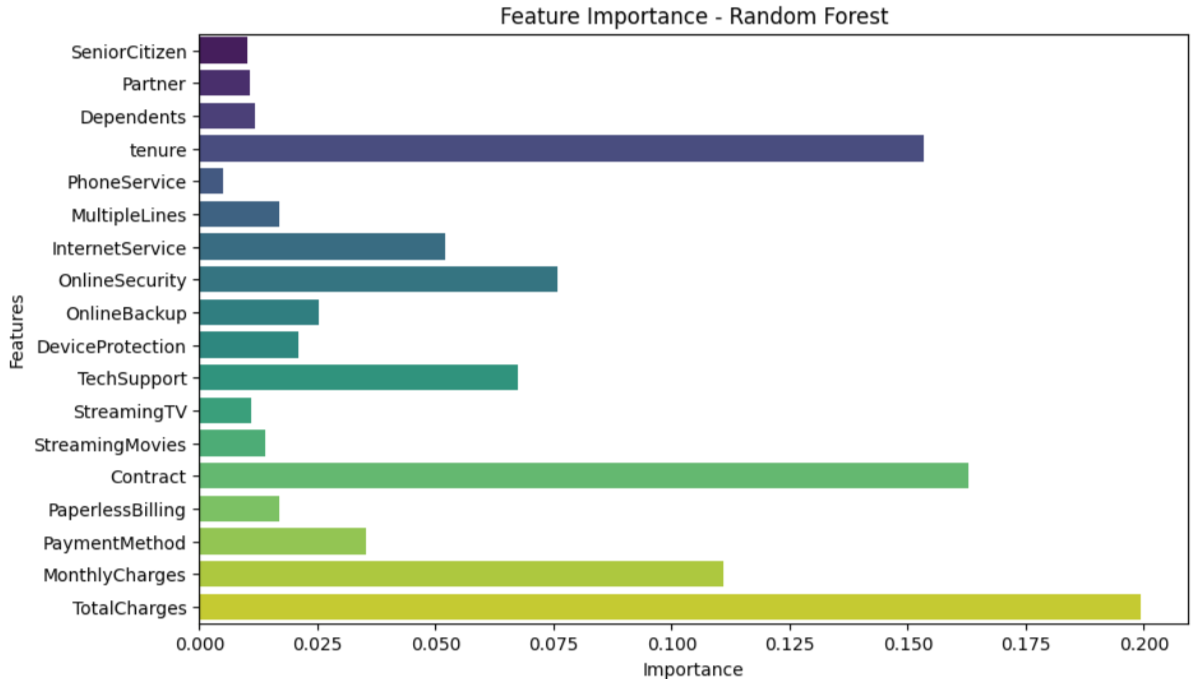 Feature Importance - Random Forest
SeniorCitizen
Partner
Dependents
tenure
PhoneService
MultipleLines
InternetService
OnlineSecurity
OnlineBackup
DeviceProtection
TechSupport
StreamingTV
StreamingMovies
Contract
PaperlessBilling
PaymentMethod
MonthlyCharges
TotalCharges
Features
0.000 0.025 0.050 0.075 0.100 0.125 0.150 0.175 0.200
Importance